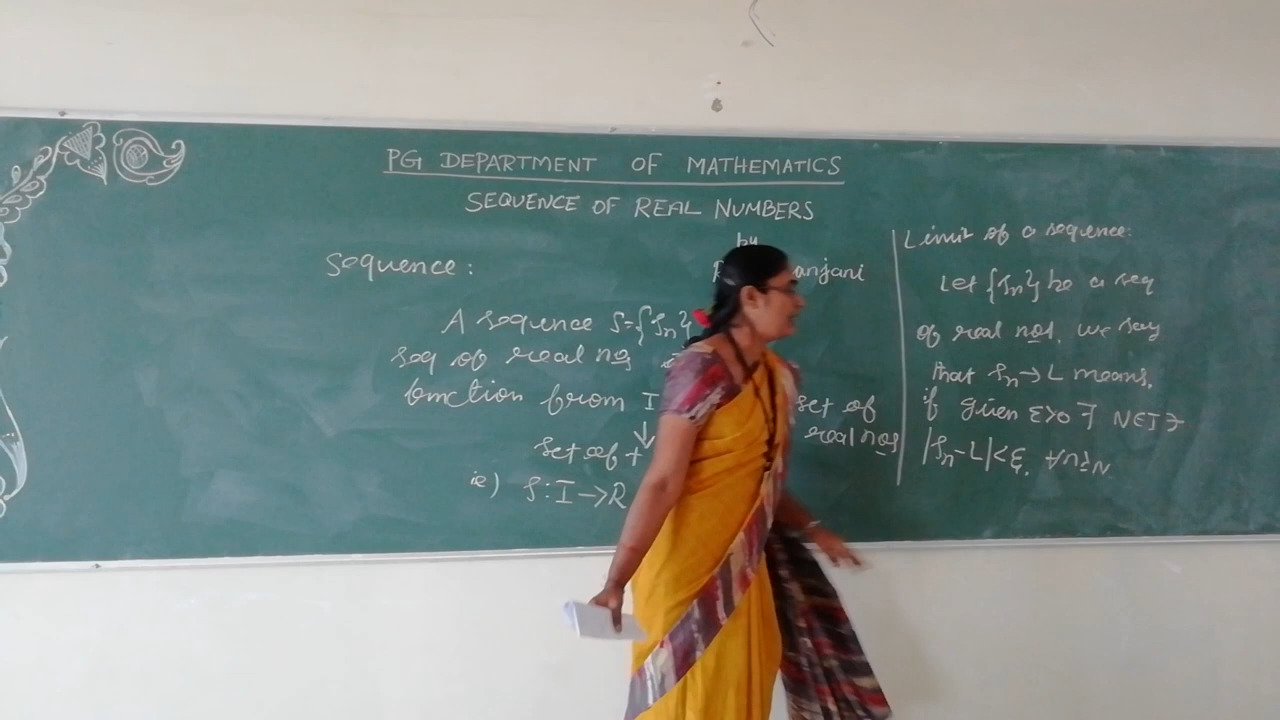 PG DEPARTMENT OF MATHEMATICS
SEQUENCE OF REAL NUMBERS
by
anjani
Sequence:
A sequence S={Sn}
seq of real nos
function from I set of
real nos
set of +
ie) S:I→R
Limit of a sequence:
Let {Sn} be a seq
of real nos. we say
that Sn→L means,
if given ε>0 ∃ N∈I ∋
|Sn-L|<ε, ∀n≥N